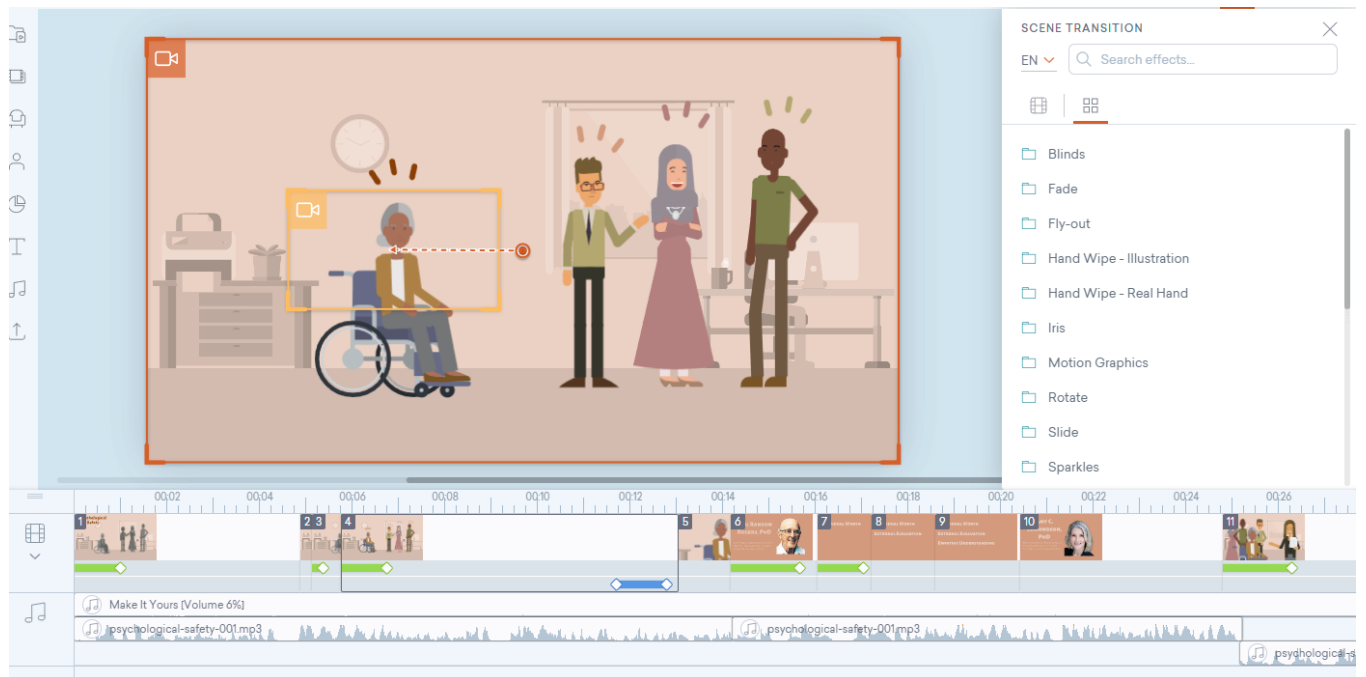 SCENE TRANSITION
EN
Search effects...
Blinds
Fade
Fly-out
Hand Wipe - Illustration
Hand Wipe - Real Hand
Iris
Motion Graphics
Rotate
Slide
Sparkles
00:02 00:04 00:06 00:08 00:10 00:12 00:14 00:16 00:18 00:20 00:22 00:24 00:26
1 2 3 4 5 6 7 8 9 10 11
Make It Yours [Volume 6%]
psychological-safety-001.mp3 psychological-safety-001.mp3
psychological-s